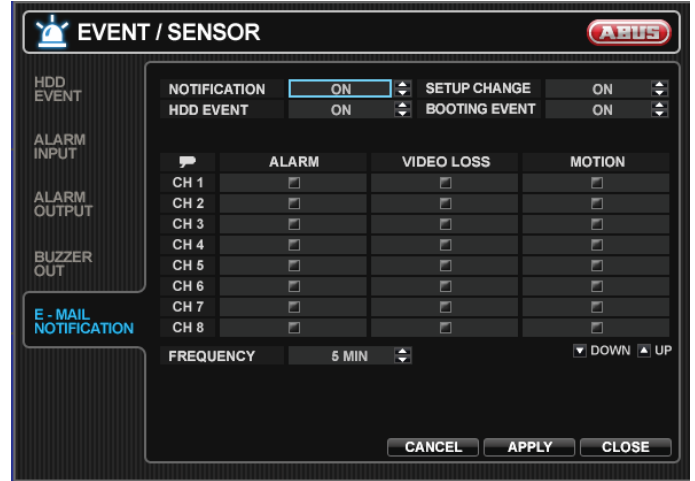 EVENT / SENSOR
ABUS
HDD
EVENT
ALARM
INPUT
ALARM
OUTPUT
BUZZER
OUT
E - MAIL
NOTIFICATION
NOTIFICATION ON SETUP CHANGE ON
HDD EVENT ON BOOTING EVENT ON
ALARM VIDEO LOSS MOTION
CH 1
CH 2
CH 3
CH 4
CH 5
CH 6
CH 7
CH 8
FREQUENCY 5 MIN DOWN UP
CANCEL APPLY CLOSE